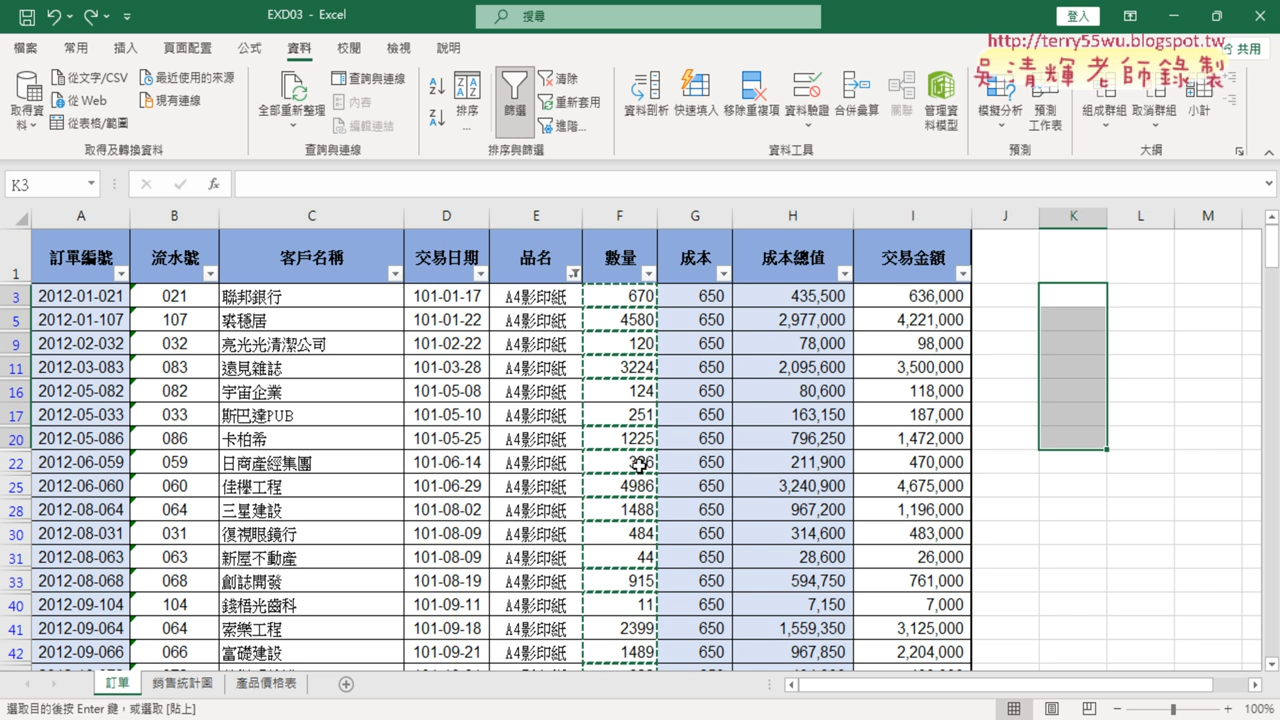 EXD03 - Excel
搜尋
登入
檔案 常用 插入 頁面配置 公式 資料 校閱 檢視 說明
共用
http://terry55wu.blogspot.tw
吳清輝老師錄製
取得資料 從文字/CSV 從 Web 從表格/範圍 最近使用的來源 現有連線
全部重新整理 查詢與連線 內容 編輯連結
排序... 篩選 清除 重新套用 進階...
資料剖析 快速填入 移除重複項 資料驗證 合併彙算 關聯 管理資料模型
模擬分析 預測工作表 組成群組 取消群組 小計
取得及轉換資料 查詢與連線 排序與篩選 資料工具 預測 大綱
K3 fx
A B C D E F G H I J K L M
1 訂單編號 流水號 客戶名稱 交易日期 品名 數量 成本 成本總值 交易金額
3 2012-01-021 021 聯邦銀行 101-01-17 A4影印紙 670 650 435,500 636,000
5 2012-01-107 107 裘穩居 101-01-22 A4影印紙 4580 650 2,977,000 4,221,000
9 2012-02-032 032 亮光光清潔公司 101-02-22 A4影印紙 120 650 78,000 98,000
11 2012-03-083 083 遠見雜誌 101-03-28 A4影印紙 3224 650 2,095,600 3,500,000
16 2012-05-082 082 宇宙企業 101-05-08 A4影印紙 124 650 80,600 118,000
17 2012-05-033 033 斯巴達PUB 101-05-10 A4影印紙 251 650 163,150 187,000
20 2012-05-086 086 卡柏希 101-05-25 A4影印紙 1225 650 796,250 1,472,000
22 2012-06-059 059 日商產經集團 101-06-14 A4影印紙 650 211,900 470,000
25 2012-06-060 060 佳櫸工程 101-06-29 A4影印紙 4986 650 3,240,900 4,675,000
28 2012-08-064 064 三星建設 101-08-02 A4影印紙 1488 650 967,200 1,196,000
30 2012-08-031 031 復視眼鏡行 101-08-09 A4影印紙 484 650 314,600 483,000
31 2012-08-063 063 新屋不動產 101-08-09 A4影印紙 44 650 28,600 26,000
33 2012-08-068 068 創誌開發 101-08-19 A4影印紙 915 650 594,750 761,000
40 2012-09-104 104 錢梧光齒科 101-09-11 A4影印紙 11 650 7,150 7,000
41 2012-09-064 064 索樂工程 101-09-18 A4影印紙 2399 650 1,559,350 3,125,000
42 2012-09-066 066 富礎建設 101-09-21 A4影印紙 1489 650 967,850 2,204,000
訂單 銷售統計圖 產品價格表
選取目的後按 Enter 鍵，或選取 [貼上]
100%